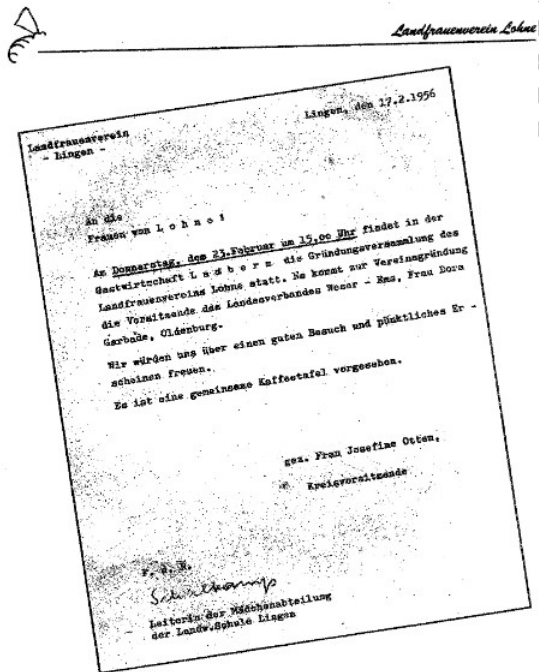 Landfrauenverein Lohne
Landfrauenverein
- Lingen -
Lingen, den 17.2.1956
An die
Frauen von L o h n e !
Am Donnerstag, dem 23.Februar um 15.oo Uhr findet in der
Gastwirtschaft L a m b e r s die Gründungsversammlung des
Landfrauenvereins Lohne statt. Es kommt zur Vereinsgründung
die Vorsitzende des Landesverbandes Weser - Ems, Frau Dora
Garbade, Oldenburg.
Wir würden uns über einen guten Besuch und pünktliches Er -
scheinen freuen.
Es ist eine gemeinsame Kaffeetafel vorgesehen.
gez. Frau Josefine Otten,
Kreisvorsitzende
F. d. R.
Leiterin der Mädchenabteilung
der Landw.Schule Lingen